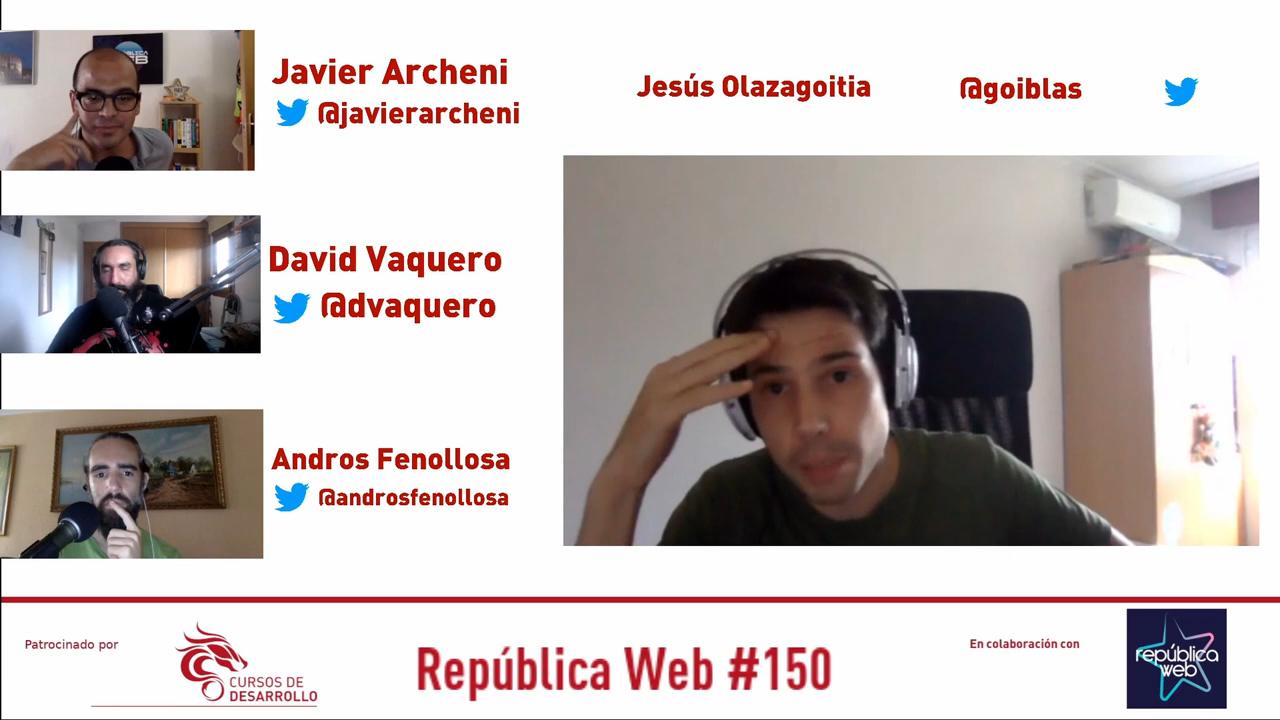 Javier Archeni
@javierarcheni
David Vaquero
@dvaquero
Andros Fenollosa
@androsfenollosa
Jesús Olazagoitia
@goiblas
Patrocinado por
CURSOS DE
DESARROLLO
República Web #150
En colaboración con
república
web